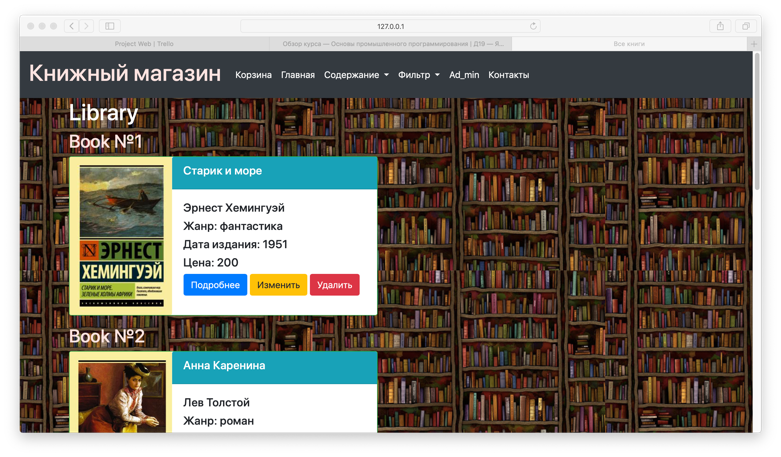 127.0.0.1
Project Web | Trello
Обзор курса — Основы промышленного программирования | Д18 — Я...
Все книги
Книжный магазин
Корзина
Главная
Содержание
Фильтр
Ad_min
Контакты
Library
Book №1
Старик и море
Эрнест Хемингуэй
Жанр: фантастика
Дата издания: 1951
Цена: 200
Подробнее
Изменить
Удалить
ЭРНЕСТ
ХЕМИНГУЭЙ
СТАРИК И МОРЕ.
ЗЕЛЕНЫЕ ХОЛМЫ АФРИКИ
Book №2
Анна Каренина
Лев Толстой
Жанр: роман